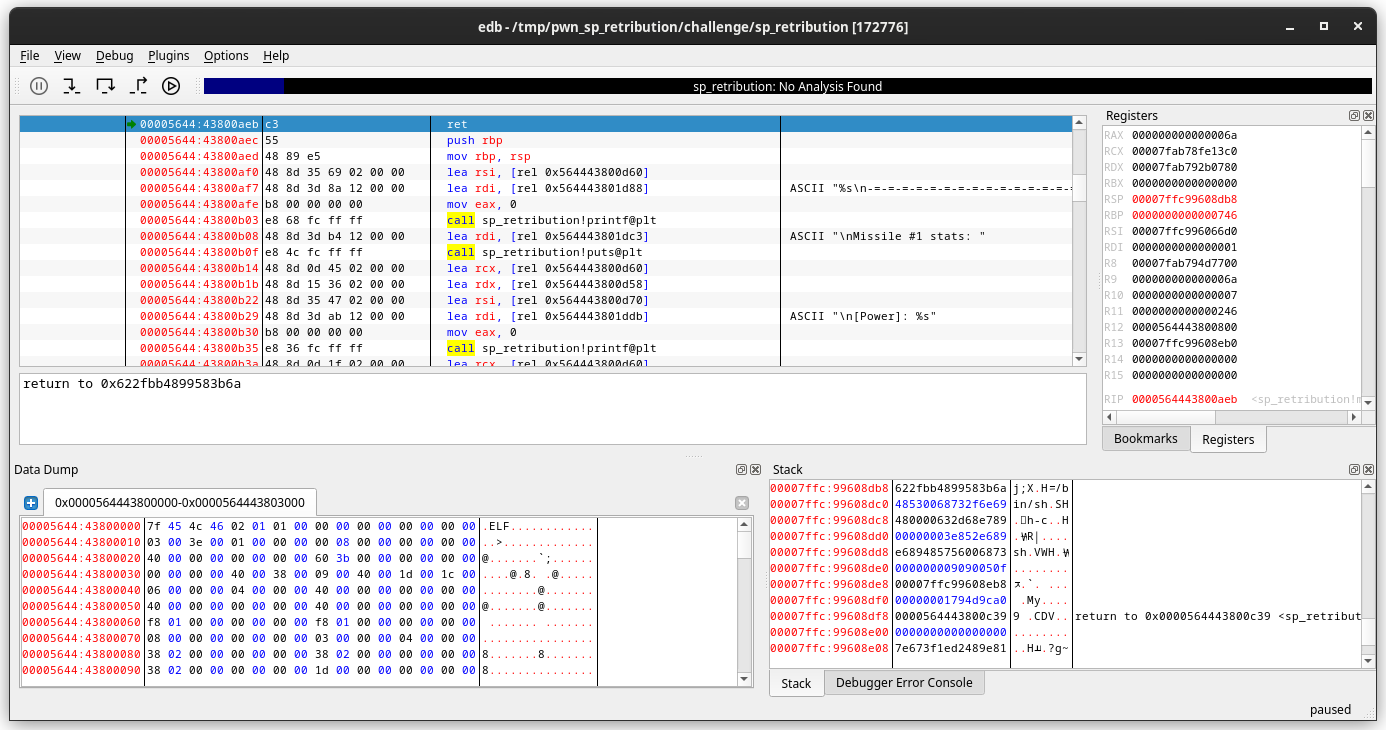 edb - /tmp/pwn_sp_retribution/challenge/sp_retribution [172776]
File View Debug Plugins Options Help
sp_retribution: No Analysis Found
00005644:43800aeb c3 ret
00005644:43800aec 55 push rbp
00005644:43800aed 48 89 e5 mov rbp, rsp
00005644:43800af0 48 8d 35 69 02 00 00 lea rsi, [rel 0x564443800d60]
00005644:43800af7 48 8d 3d 8a 12 00 00 lea rdi, [rel 0x564443801d88] ASCII "%s\n-=-=-=-=-=-=-=-=-=-=-=-=-=-=
00005644:43800afe b8 00 00 00 00 mov eax, 0
00005644:43800b03 e8 68 fc ff ff call sp_retribution!printf@plt
00005644:43800b08 48 8d 3d b4 12 00 00 lea rdi, [rel 0x564443801dc3] ASCII "\nMissile #1 stats: "
00005644:43800b0f e8 4c fc ff ff call sp_retribution!puts@plt
00005644:43800b14 48 8d 0d 45 02 00 00 lea rcx, [rel 0x564443800d60]
00005644:43800b1b 48 8d 15 36 02 00 00 lea rdx, [rel 0x564443800d58]
00005644:43800b22 48 8d 35 47 02 00 00 lea rsi, [rel 0x564443800d70]
00005644:43800b29 48 8d 3d ab 12 00 00 lea rdi, [rel 0x564443801ddb] ASCII "\n[Power]: %s"
00005644:43800b30 b8 00 00 00 00 mov eax, 0
00005644:43800b35 e8 36 fc ff ff call sp_retribution!printf@plt
00005644:43800b3a 48 8d 0d 1f 02 00 00 lea rcx, [rel 0x564443800d60]
return to 0x622fbb4899583b6a
Registers
RAX 000000000000006a
RCX 00007fab78fe13c0
RDX 00007fab792b0780
RBX 0000000000000000
RSP 00007ffc99608db8
RBP 0000000000000746
RSI 00007ffc996066d0
RDI 0000000000000001
R8 00007fab794d7700
R9 000000000000006a
R10 0000000000000007
R11 0000000000000246
R12 0000564443800800
R13 00007ffc99608eb0
R14 0000000000000000
R15 0000000000000000
RIP 0000564443800aeb <sp_retribution!m
Bookmarks Registers
Data Dump
0x0000564443800000-0x0000564443803000
00005644:43800000 7f 45 4c 46 02 01 01 00 00 00 00 00 00 00 00 00 .ELF............
00005644:43800010 03 00 3e 00 01 00 00 00 00 08 00 00 00 00 00 00 ..>.............
00005644:43800020 40 00 00 00 00 00 00 00 60 3b 00 00 00 00 00 00 @.......`;......
00005644:43800030 00 00 00 00 40 00 38 00 09 00 40 00 1d 00 1c 00 ....@.8. .@.....
00005644:43800040 06 00 00 00 04 00 00 00 40 00 00 00 00 00 00 00 ........@.......
00005644:43800050 40 00 00 00 00 00 00 00 40 00 00 00 00 00 00 00 @.......@.......
00005644:43800060 f8 01 00 00 00 00 00 00 f8 01 00 00 00 00 00 00 ....... .......
00005644:43800070 08 00 00 00 00 00 00 00 03 00 00 00 04 00 00 00 ................
00005644:43800080 38 02 00 00 00 00 00 00 38 02 00 00 00 00 00 00 8.......8.......
00005644:43800090 38 02 00 00 00 00 00 00 1d 00 00 00 00 00 00 00 8...............
Stack
00007ffc:99608db8 622fbb4899583b6a j;X.H=/b
00007ffc:99608dc0 48530068732f6e69 in/sh.SH
00007ffc:99608dc8 480000632d68e789 h-c..H
00007ffc:99608dd0 00000003e852e689 R|....
00007ffc:99608dd8 e689485756006873 sh.VWH.
00007ffc:99608de0 000000009090050f ........
00007ffc:99608de8 00007ffc99608eb8
00007ffc:99608df0 00000001794d9ca0 .My....
00007ffc:99608df8 0000564443800c39 9 .CDV.. return to 0x0000564443800c39 <sp_retribut
00007ffc:99608e00 0000000000000000 ........
00007ffc:99608e08 7e673f1ed2489e81 ?g~
Stack Debugger Error Console
paused